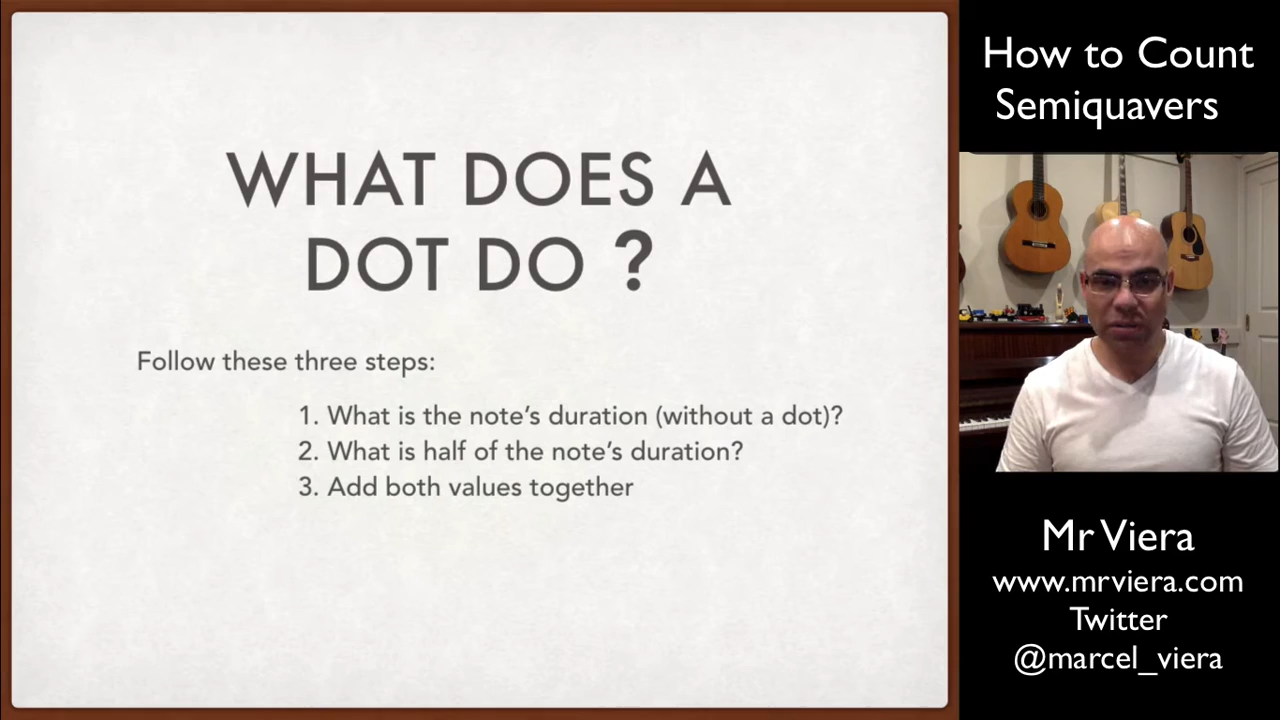 WHAT DOES A
DOT DO ?
Follow these three steps:
1. What is the note’s duration (without a dot)?
2. What is half of the note’s duration?
3. Add both values together
How to Count
Semiquavers
Mr Viera
www.mrviera.com
Twitter
@marcel_viera